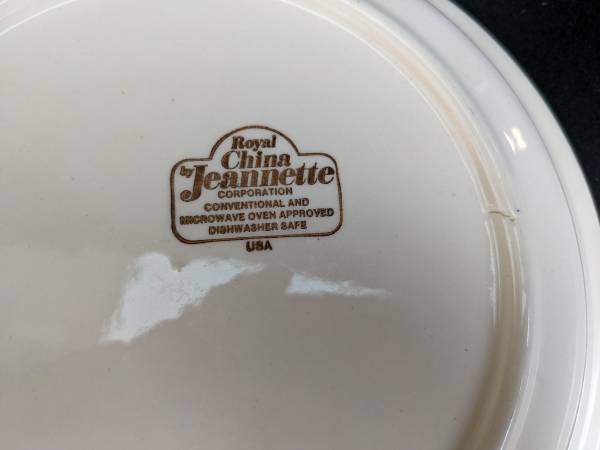 Royal
China
by Jeannette
CORPORATION
CONVENTIONAL AND
MICROWAVE OVEN APPROVED
DISHWASHER SAFE
USA